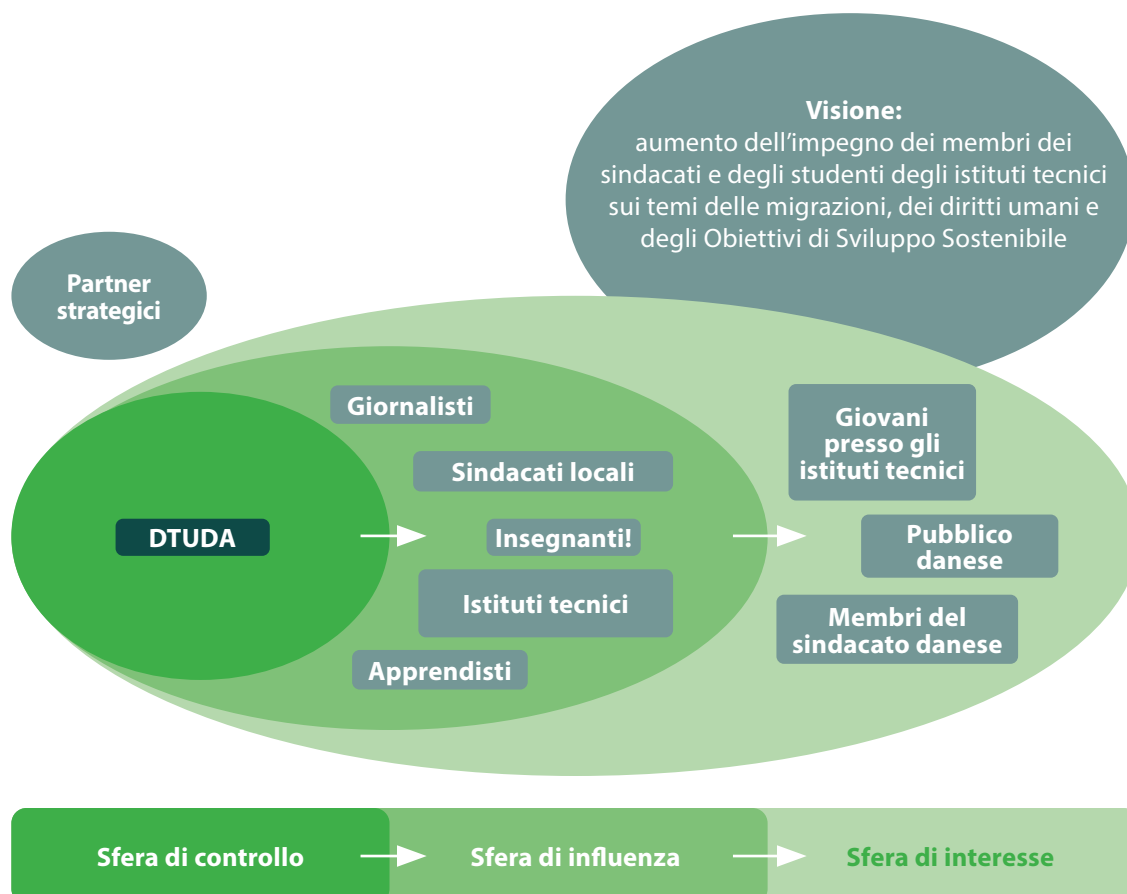 Visione:
aumento dell'impegno dei membri dei
sindacati e degli studenti degli istituti tecnici
sui temi delle migrazioni, dei diritti umani e
degli Obiettivi di Sviluppo Sostenibile
Partner
strategici
Giornalisti
Sindacati locali
DTUDA
Insegnanti!
Istituti tecnici
Apprendisti
Giovani
presso gli
istituti tecnici
Pubblico
danese
Membri del
sindacato danese
Sfera di controllo
Sfera di influenza
Sfera di interesse